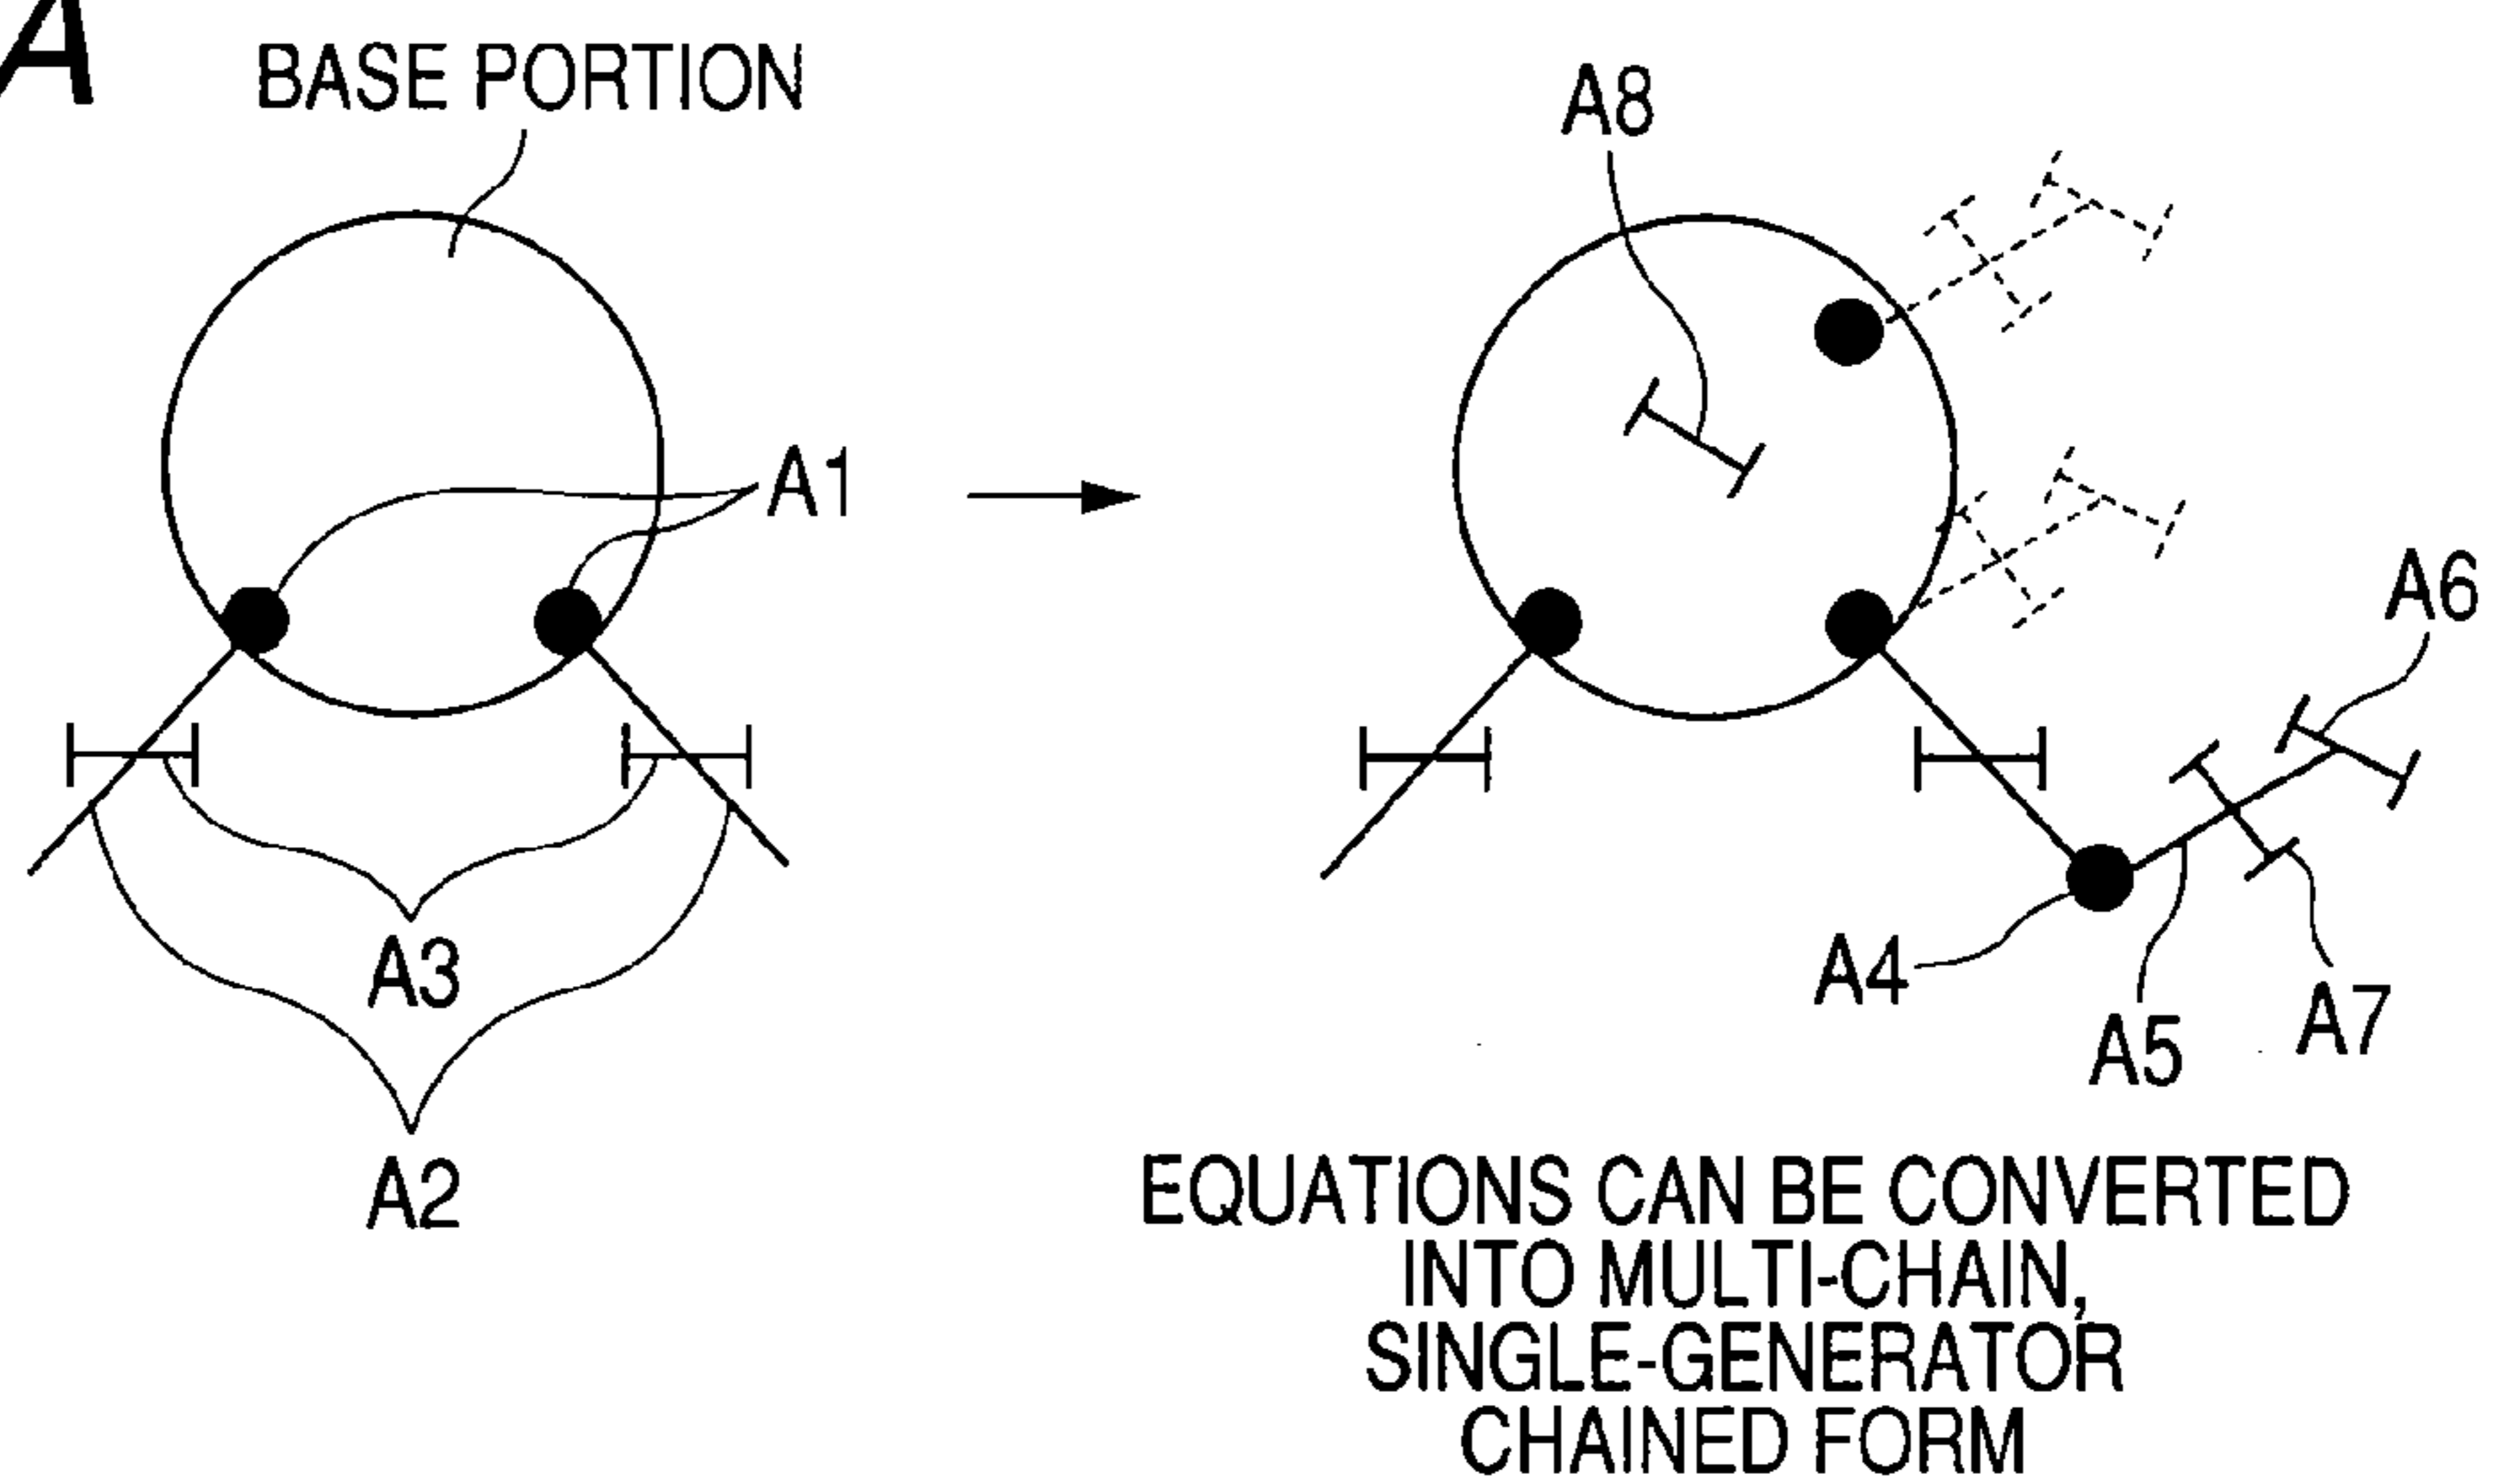 A
BASE PORTION
A8
A1
A6
A3
A4
A7
A5
A2
EQUATIONS CAN BE CONVERTED
INTO MULTI-CHAIN,
SINGLE-GENERATOR
CHAINED FORM